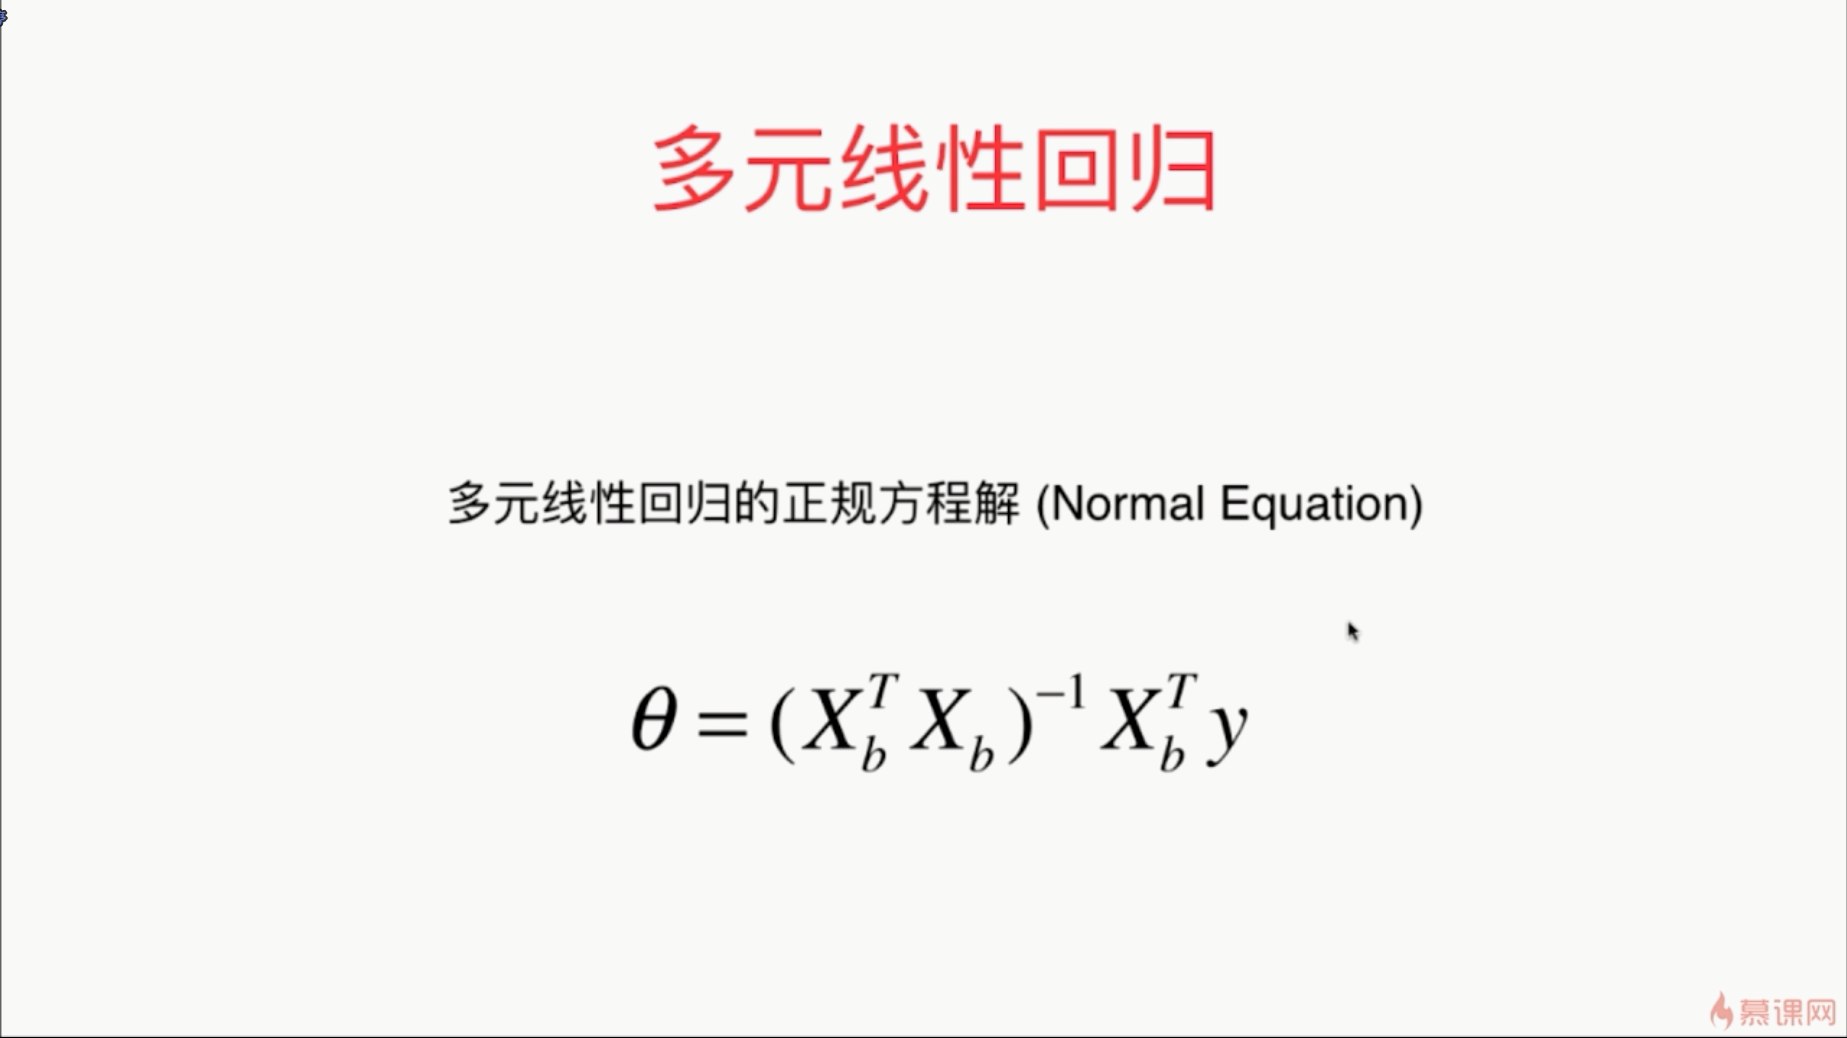 多元线性回归
多元线性回归的正规方程解 (Normal Equation)
θ = (X_b^T X_b)^{-1} X_b^T y
慕课网